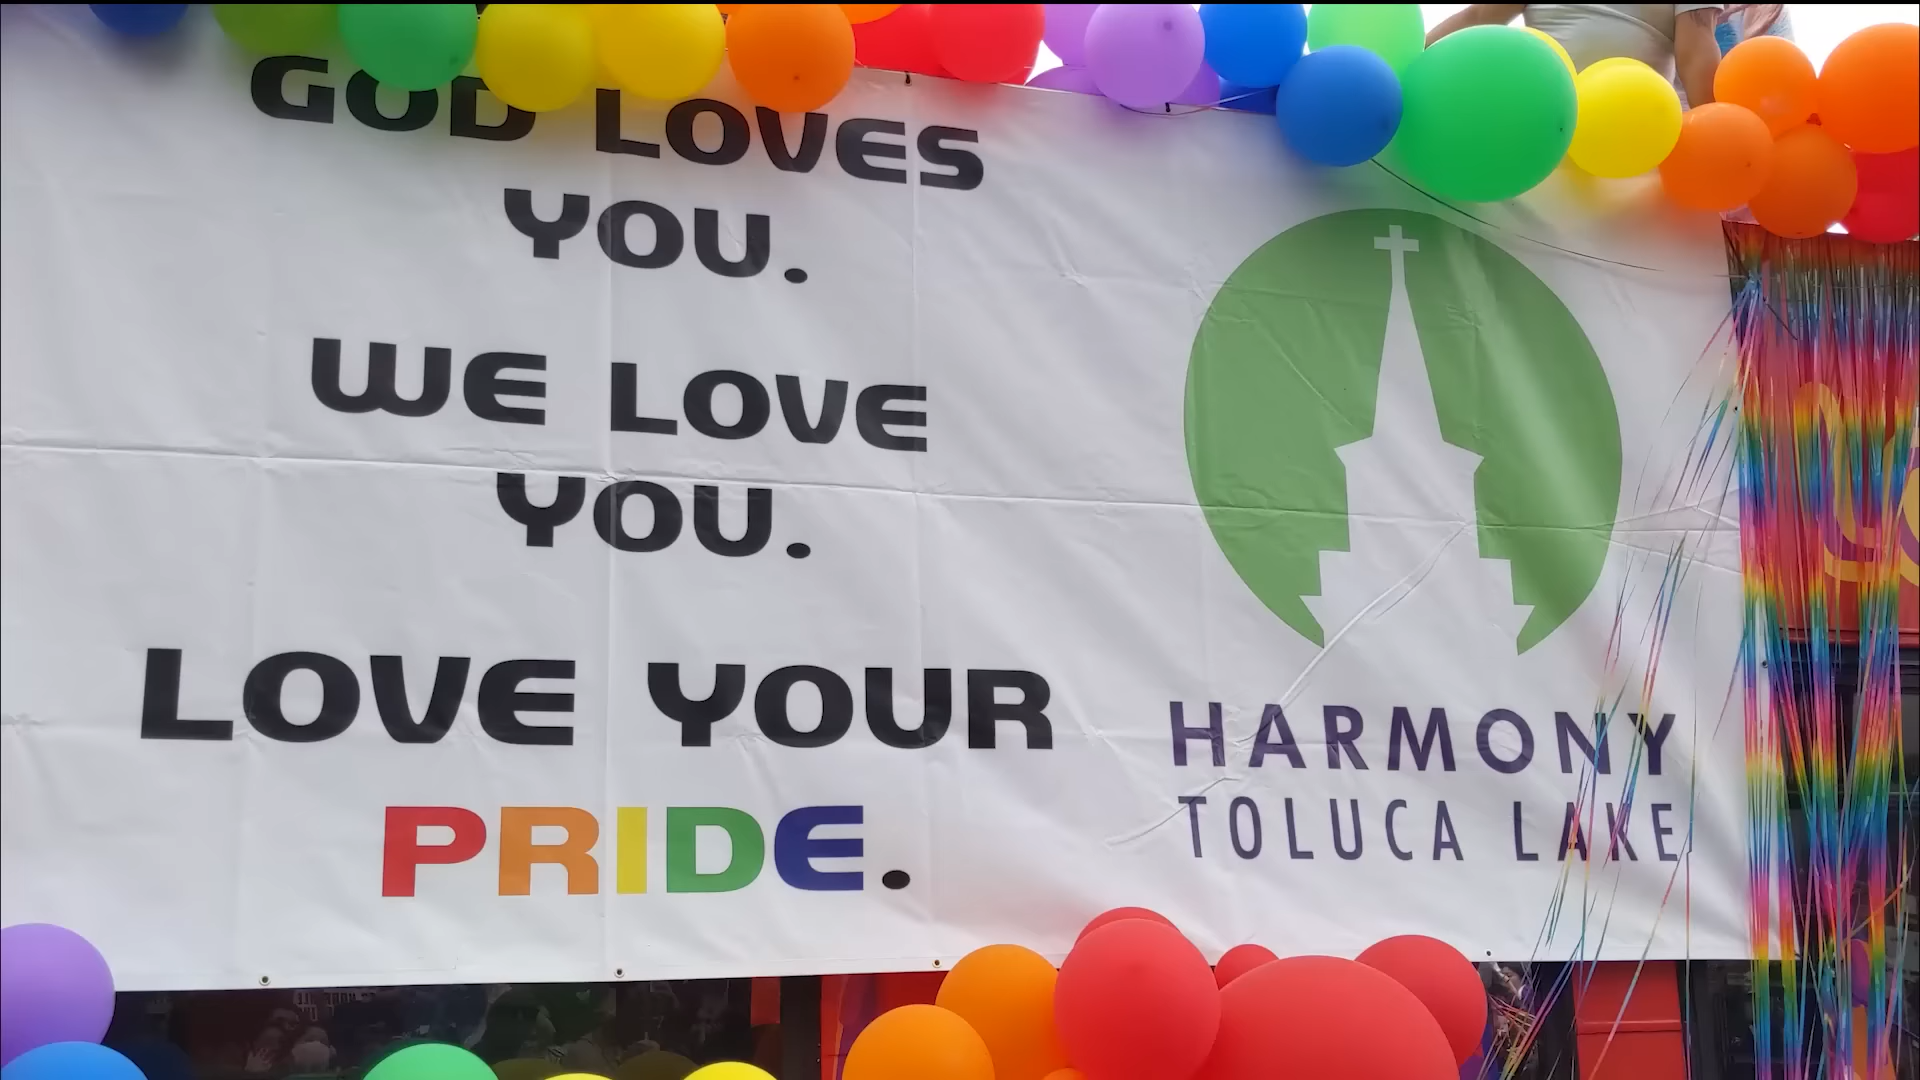 GOD LOVES
YOU.
WE LOVE
YOU.
LOVE YOUR
PRIDE.
HARMONY
TOLUCA LAKE